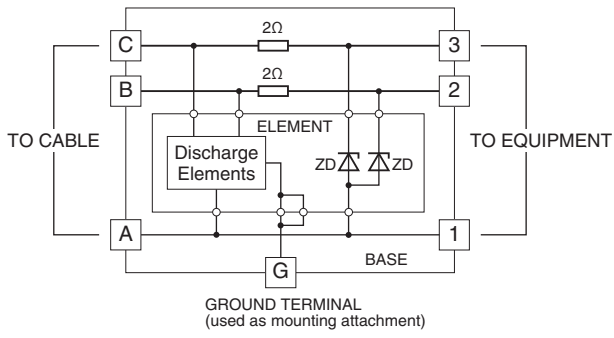 2Ω
C
3
2Ω
B
2
ELEMENT
TO CABLE
Discharge
Elements
ZD
ZD
TO EQUIPMENT
A
1
G
BASE
GROUND TERMINAL
(used as mounting attachment)